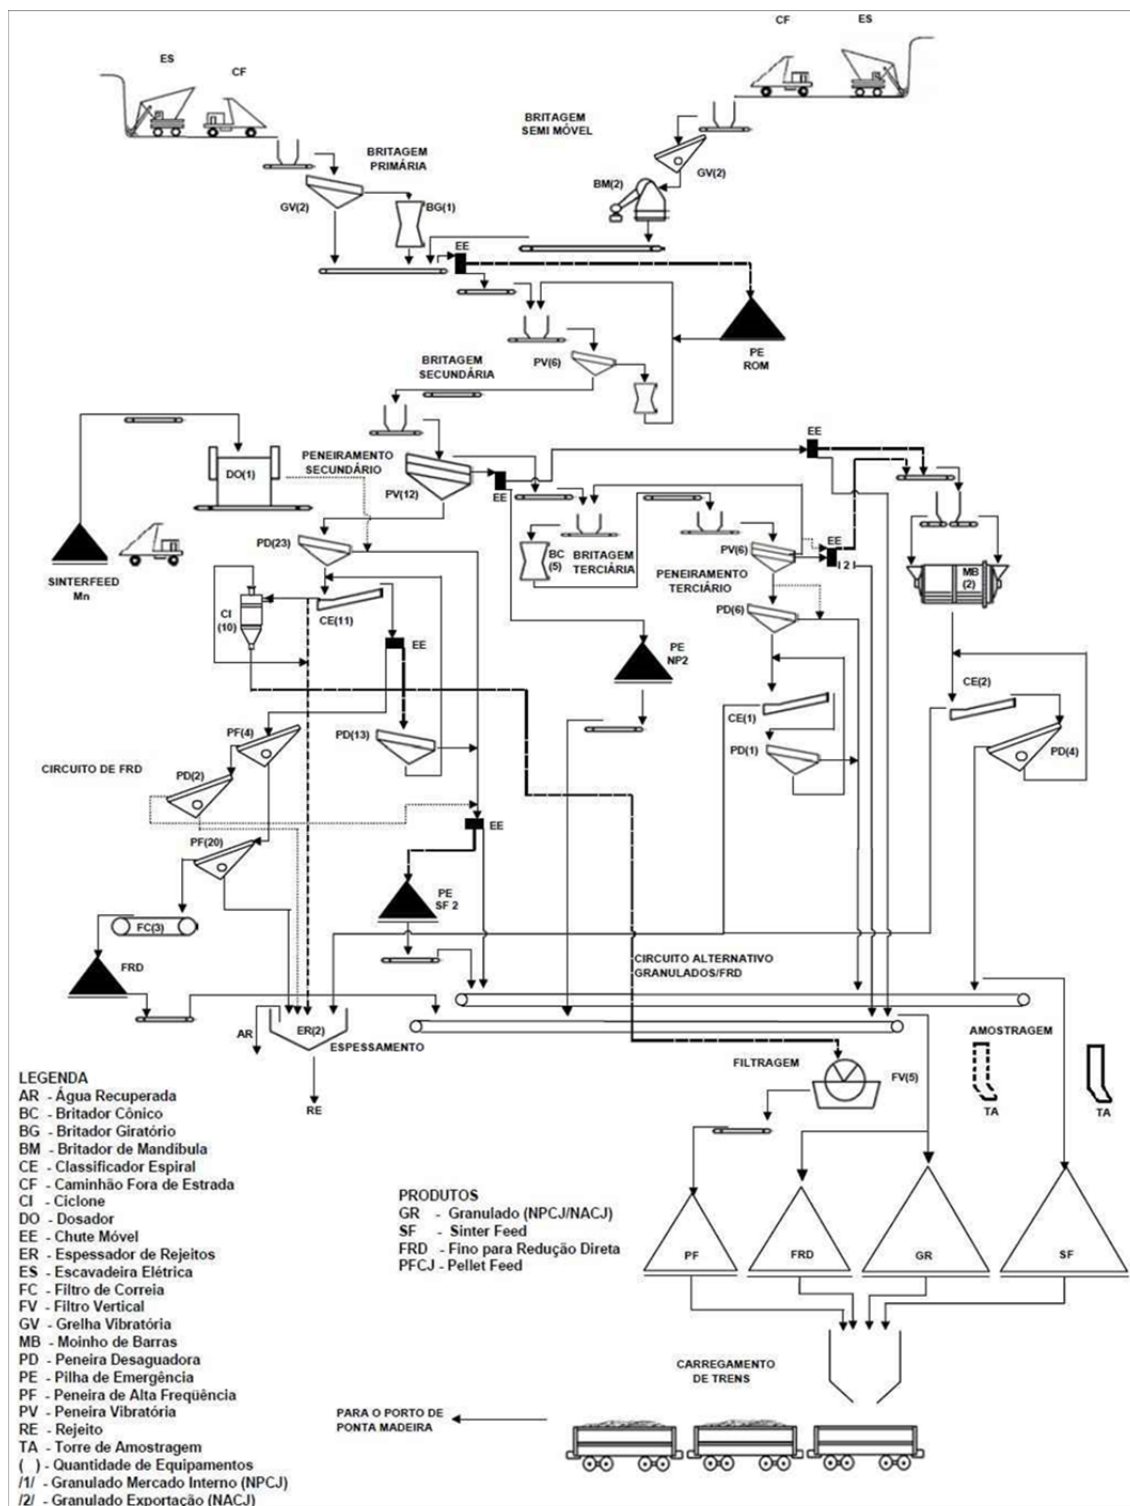 ES
CF
CF
ES
BRITAGEM
SEMI MÓVEL
BRITAGEM
PRIMÁRIA
GV(2)
BG(1)
BM(2)
GV(2)
EE
PE
ROM
BRITAGEM
SECUNDÁRIA
PV(6)
DO(1)
PENEIRAMENTO
SECUNDÁRIO
PV(12)
EE
EE
SINTERFEED
Mn
PD(23)
BC
(5)
BRITAGEM
TERCIÁRIA
PV(6)
EE
I 2 I
PENEIRAMENTO
TERCIÁRIO
MB
(2)
CI
(10)
CE(11)
EE
PD(6)
PE
NP2
CE(1)
CE(2)
PF(4)
PD(13)
PD(1)
PD(4)
CIRCUITO DE FRD
PD(2)
PF(20)
EE
PE
SF 2
FC(3)
FRD
CIRCUITO ALTERNATIVO
GRANULADOS/FRD
AR
ER(2)
ESPESSAMENTO
RE
FILTRAGEM
FV(5)
AMOSTRAGEM
TA
TA
LEGENDA
AR - Água Recuperada
BC - Britador Cônico
BG - Britador Giratório
BM - Britador de Mandíbula
CE - Classificador Espiral
CF - Caminhão Fora de Estrada
CI - Ciclone
DO - Dosador
EE - Chute Móvel
ER - Espessador de Rejeitos
ES - Escavadeira Elétrica
FC - Filtro de Correia
FV - Filtro Vertical
GV - Grelha Vibratória
MB - Moinho de Barras
PD - Peneira Desaguadora
PE - Pilha de Emergência
PF - Peneira de Alta Freqüência
PV - Peneira Vibratória
RE - Rejeito
TA - Torre de Amostragem
( ) - Quantidade de Equipamentos
/1/ - Granulado Mercado Interno (NPCJ)
/2/ - Granulado Exportação (NACJ)
PRODUTOS
GR - Granulado (NPCJ/NACJ)
SF - Sinter Feed
FRD - Fino para Redução Direta
PFCJ - Pellet Feed
PF
FRD
GR
SF
CARREGAMENTO
DE TRENS
PARA O PORTO DE
PONTA MADEIRA